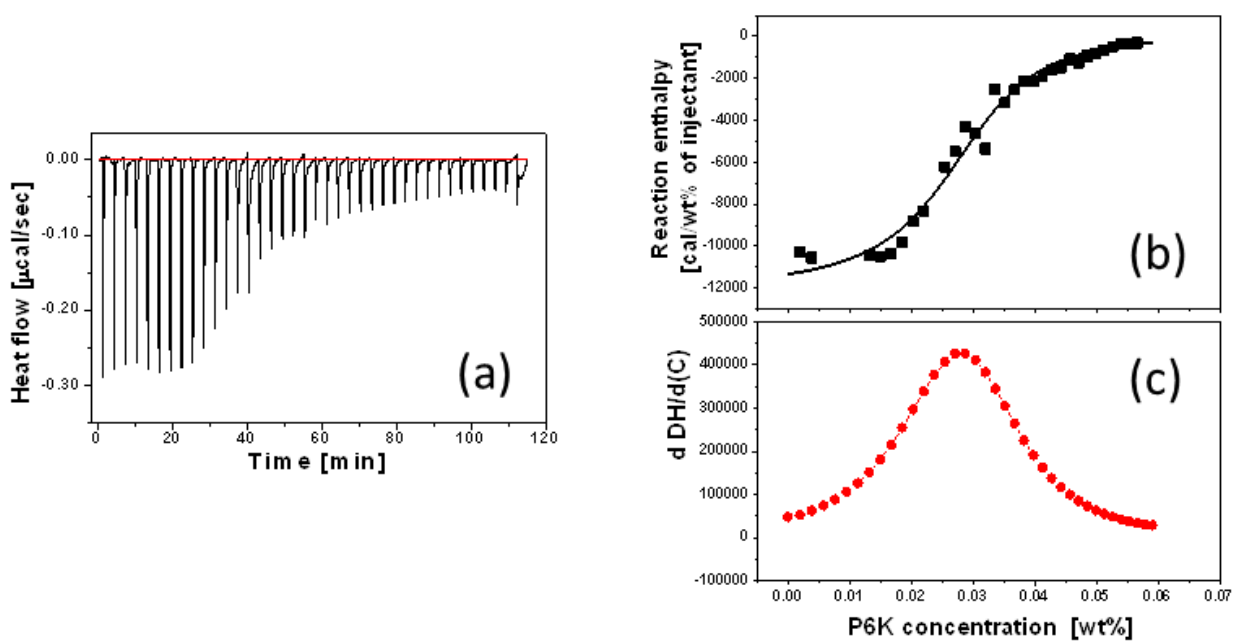 0.00
-0.10
-0.20
-0.30
Heat flow [µcal/sec]
(a)
0 20 40 60 80 100 120
Time [min]
0
-2000
-4000
-6000
-8000
-10000
-12000
Reaction enthalpy
[cal/wt% of injectant]
(b)
500000
400000
300000
200000
100000
0
-100000
d DH/d(C)
(c)
0.00 0.01 0.02 0.03 0.04 0.05 0.06 0.07
P6K concentration [wt%]